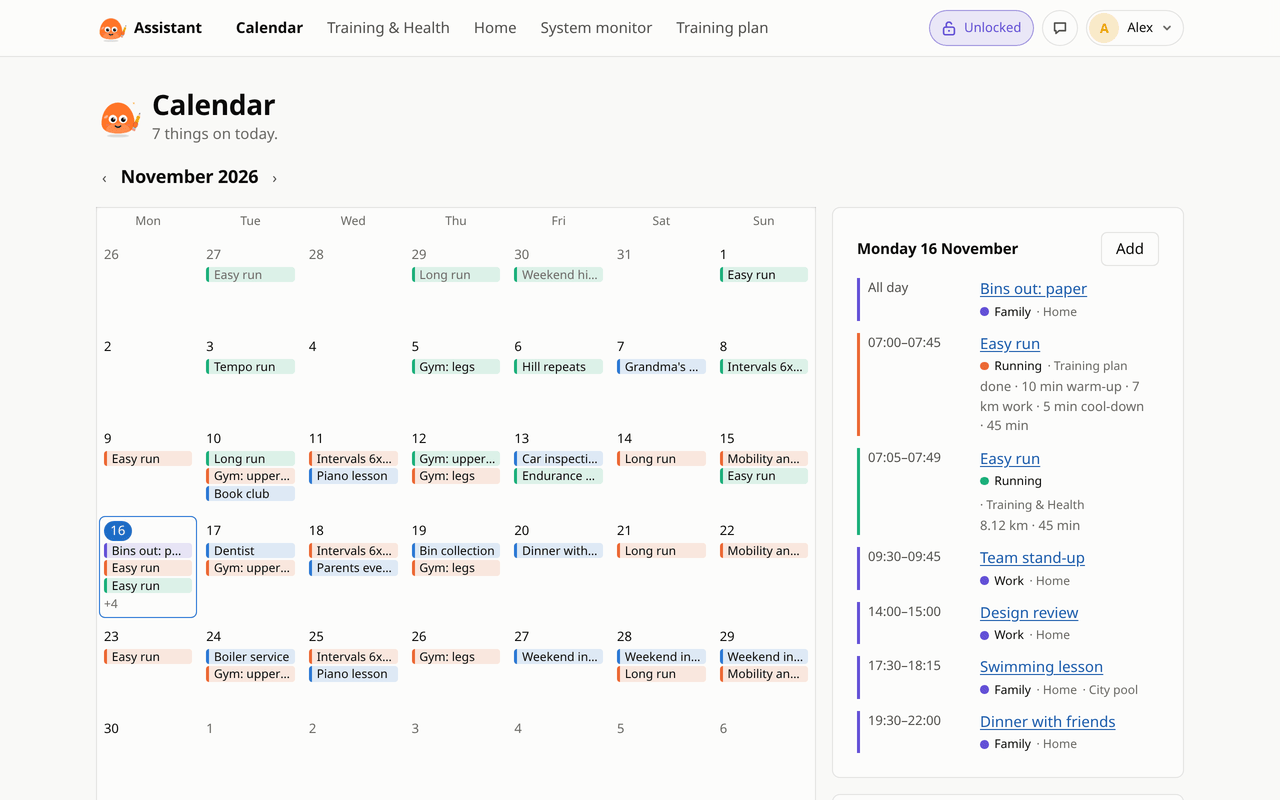 Assistant Calendar Training & Health Home System monitor Training plan Unlocked A Alex
Calendar
7 things on today.
‹ November 2026 ›
Mon Tue Wed Thu Fri Sat Sun
26 27 28 29 30 31 1
Easy run Long run Weekend hi... Easy run
2 3 4 5 6 7 8
Tempo run Gym: legs Hill repeats Grandma's ... Intervals 6x...
9 10 11 12 13 14 15
Easy run Long run Intervals 6x... Gym: upper... Car inspecti... Long run Mobility an...
Gym: upper... Piano lesson Gym: legs Endurance ... Easy run
Book club
16 17 18 19 20 21 22
Bins out: p... Dentist Intervals 6x... Bin collection Dinner with... Long run Mobility an...
Easy run Gym: upper... Parents eve... Gym: legs
Easy run
+4
23 24 25 26 27 28 29
Easy run Boiler service Intervals 6x... Gym: legs Weekend in... Weekend in... Weekend in...
Gym: upper... Piano lesson Long run Mobility an...
30 1 2 3 4 5 6
Monday 16 November Add
All day Bins out: paper
Family · Home
07:00–07:45 Easy run
Running · Training plan
done · 10 min warm-up · 7
km work · 5 min cool-down
· 45 min
07:05–07:49 Easy run
Running
· Training & Health
8.12 km · 45 min
09:30–09:45 Team stand-up
Work · Home
14:00–15:00 Design review
Work · Home
17:30–18:15 Swimming lesson
Family · Home · City pool
19:30–22:00 Dinner with friends
Family · Home